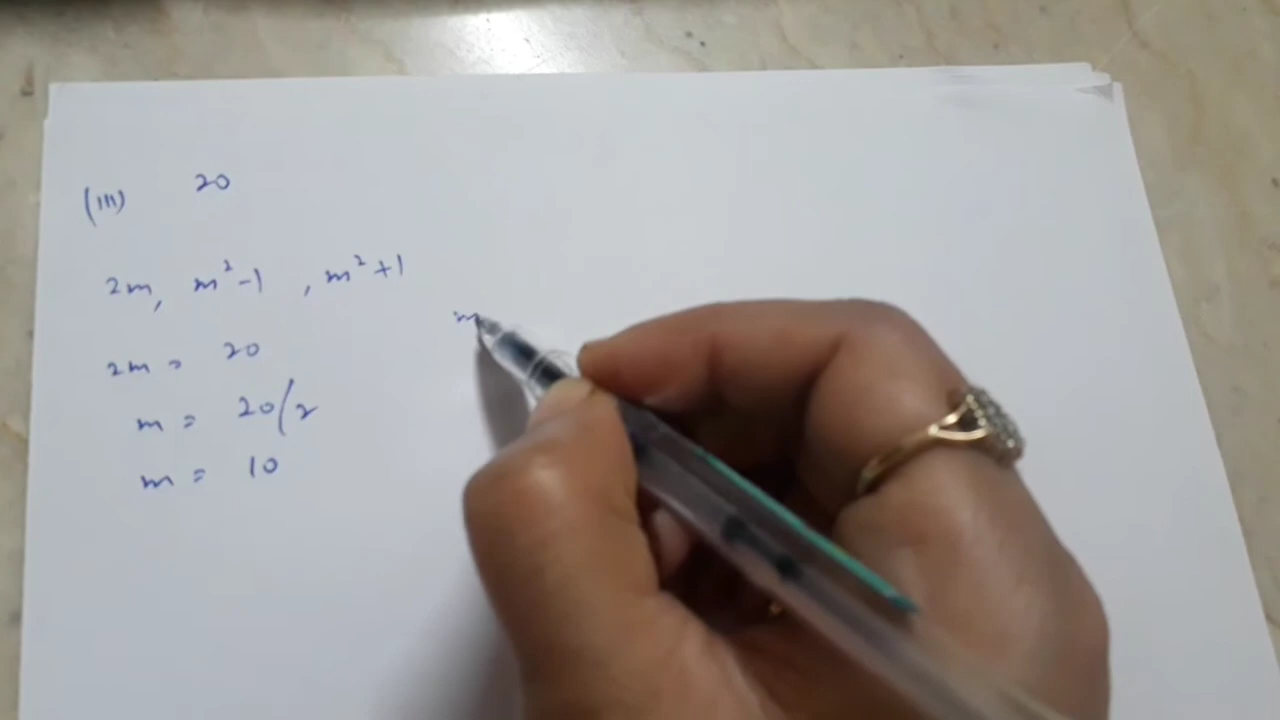 (III) 20
2m, m²-1, m²+1
2m = 20
m = 20/2
m = 10
m